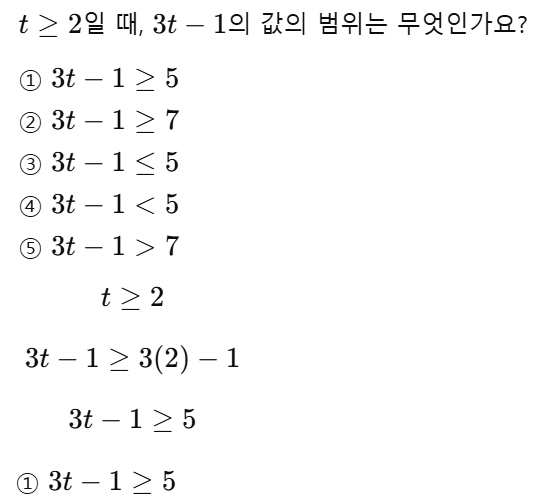 t ≥ 2일 때, 3t − 1의 값의 범위는 무엇인가요?
① 3t − 1 ≥ 5
② 3t − 1 ≥ 7
③ 3t − 1 ≤ 5
④ 3t − 1 < 5
⑤ 3t − 1 > 7
t ≥ 2
3t − 1 ≥ 3(2) − 1
3t − 1 ≥ 5
① 3t − 1 ≥ 5